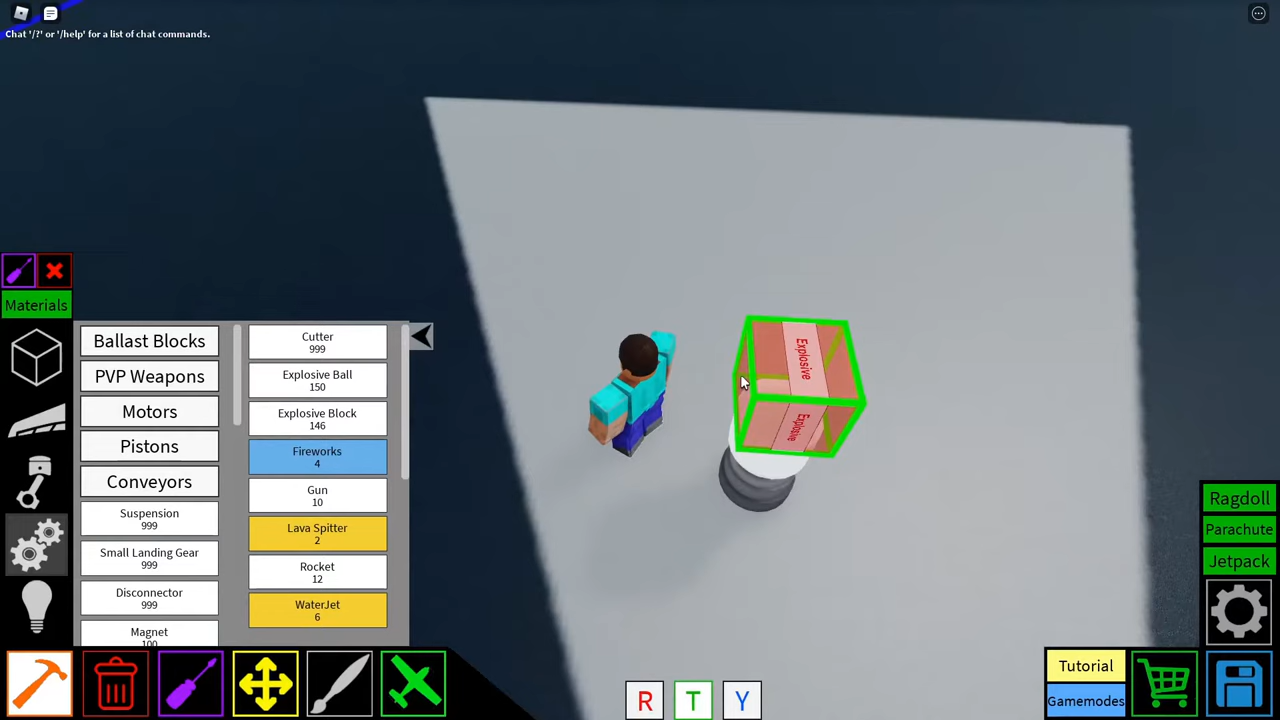 Chat '/?' or '/help' for a list of chat commands.
Materials
Ballast Blocks
PVP Weapons
Motors
Pistons
Conveyors
Suspension
999
Small Landing Gear
999
Disconnector
999
Magnet
100
Cutter
999
Explosive Ball
150
Explosive Block
146
Fireworks
4
Gun
10
Lava Spitter
2
Rocket
12
WaterJet
6
Explosive
Explosive
Ragdoll
Parachute
Jetpack
Tutorial
Gamemodes
R
T
Y